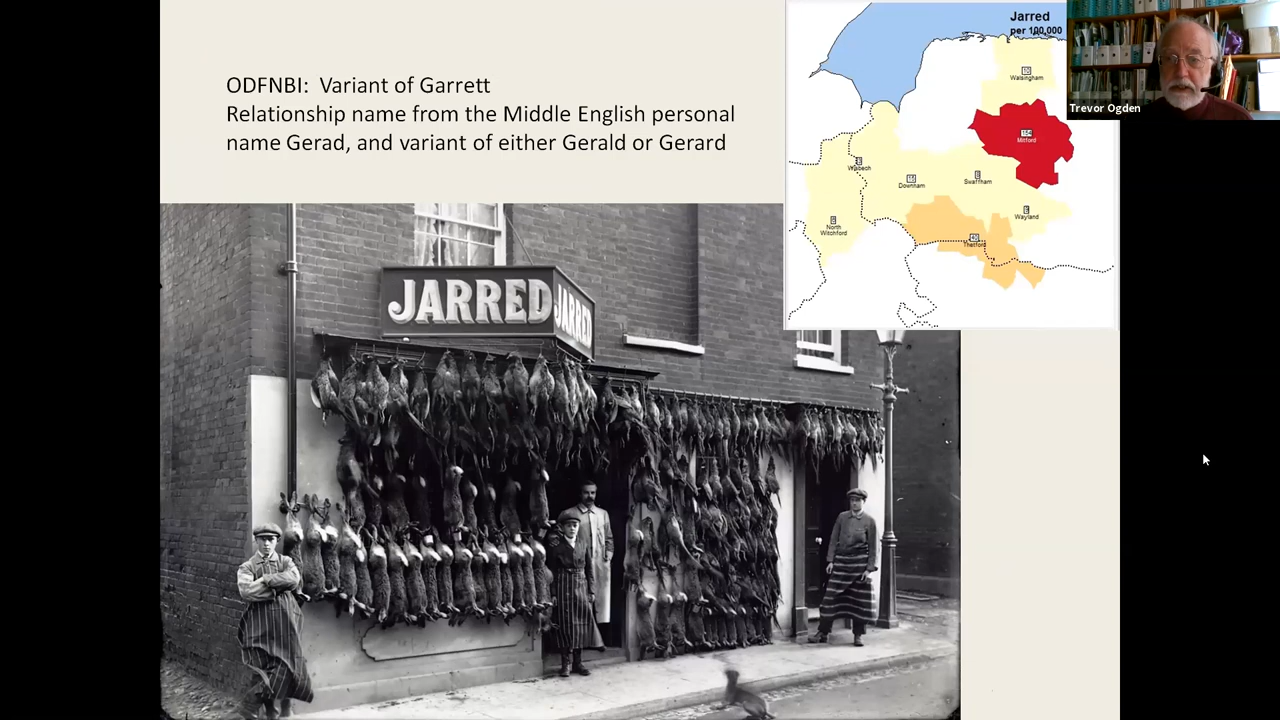 ODFNBI:  Variant of Garrett
Relationship name from the Middle English personal
name Gerad, and variant of either Gerald or Gerard
Jarred
per 100,000
Walsingham
154
Mitford
Wisbech
Downham
Swaffham
North
Witchford
Wayland
Thetford
Trevor Ogden
JARRED
JARRED